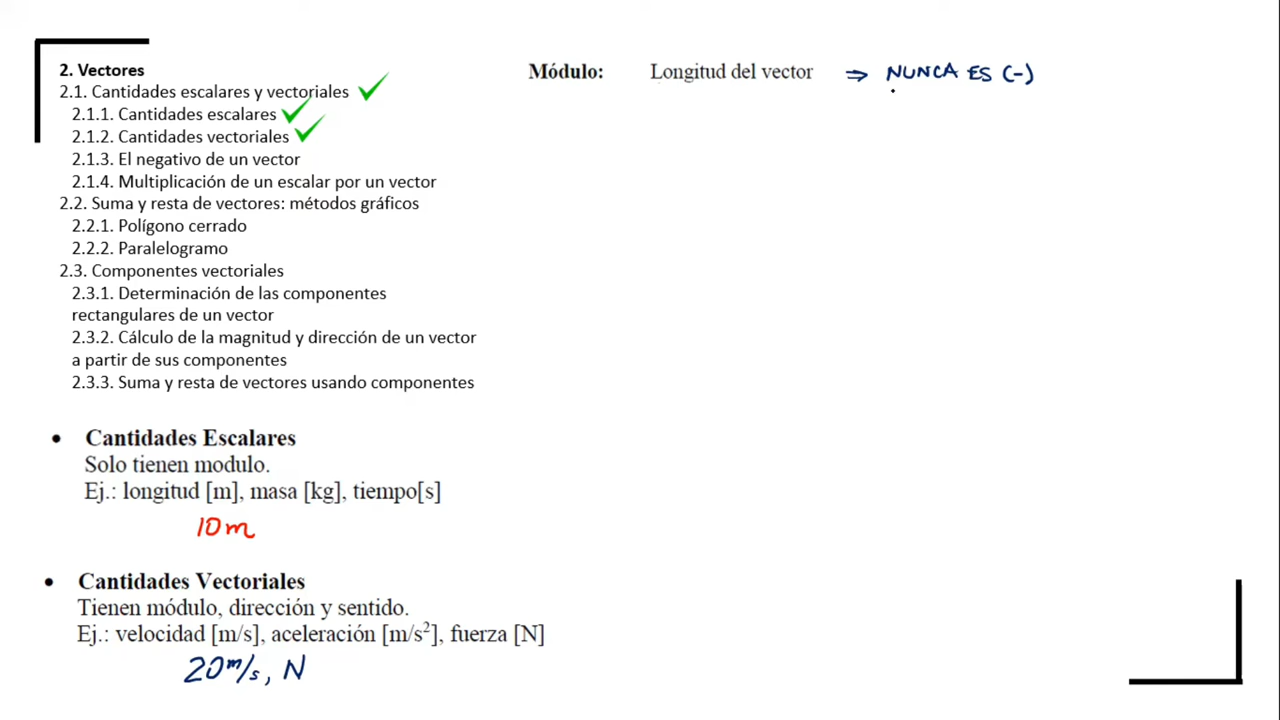 2. Vectores
2.1. Cantidades escalares y vectoriales
2.1.1. Cantidades escalares
2.1.2. Cantidades vectoriales
2.1.3. El negativo de un vector
2.1.4. Multiplicación de un escalar por un vector
2.2. Suma y resta de vectores: métodos gráficos
2.2.1. Polígono cerrado
2.2.2. Paralelogramo
2.3. Componentes vectoriales
2.3.1. Determinación de las componentes
rectangulares de un vector
2.3.2. Cálculo de la magnitud y dirección de un vector
a partir de sus componentes
2.3.3. Suma y resta de vectores usando componentes
Módulo: Longitud del vector ⇒ NUNCA ES (-)
• Cantidades Escalares
Solo tienen modulo.
Ej.: longitud [m], masa [kg], tiempo[s]
10m
• Cantidades Vectoriales
Tienen módulo, dirección y sentido.
Ej.: velocidad [m/s], aceleración [m/s²], fuerza [N]
20 m/s, N